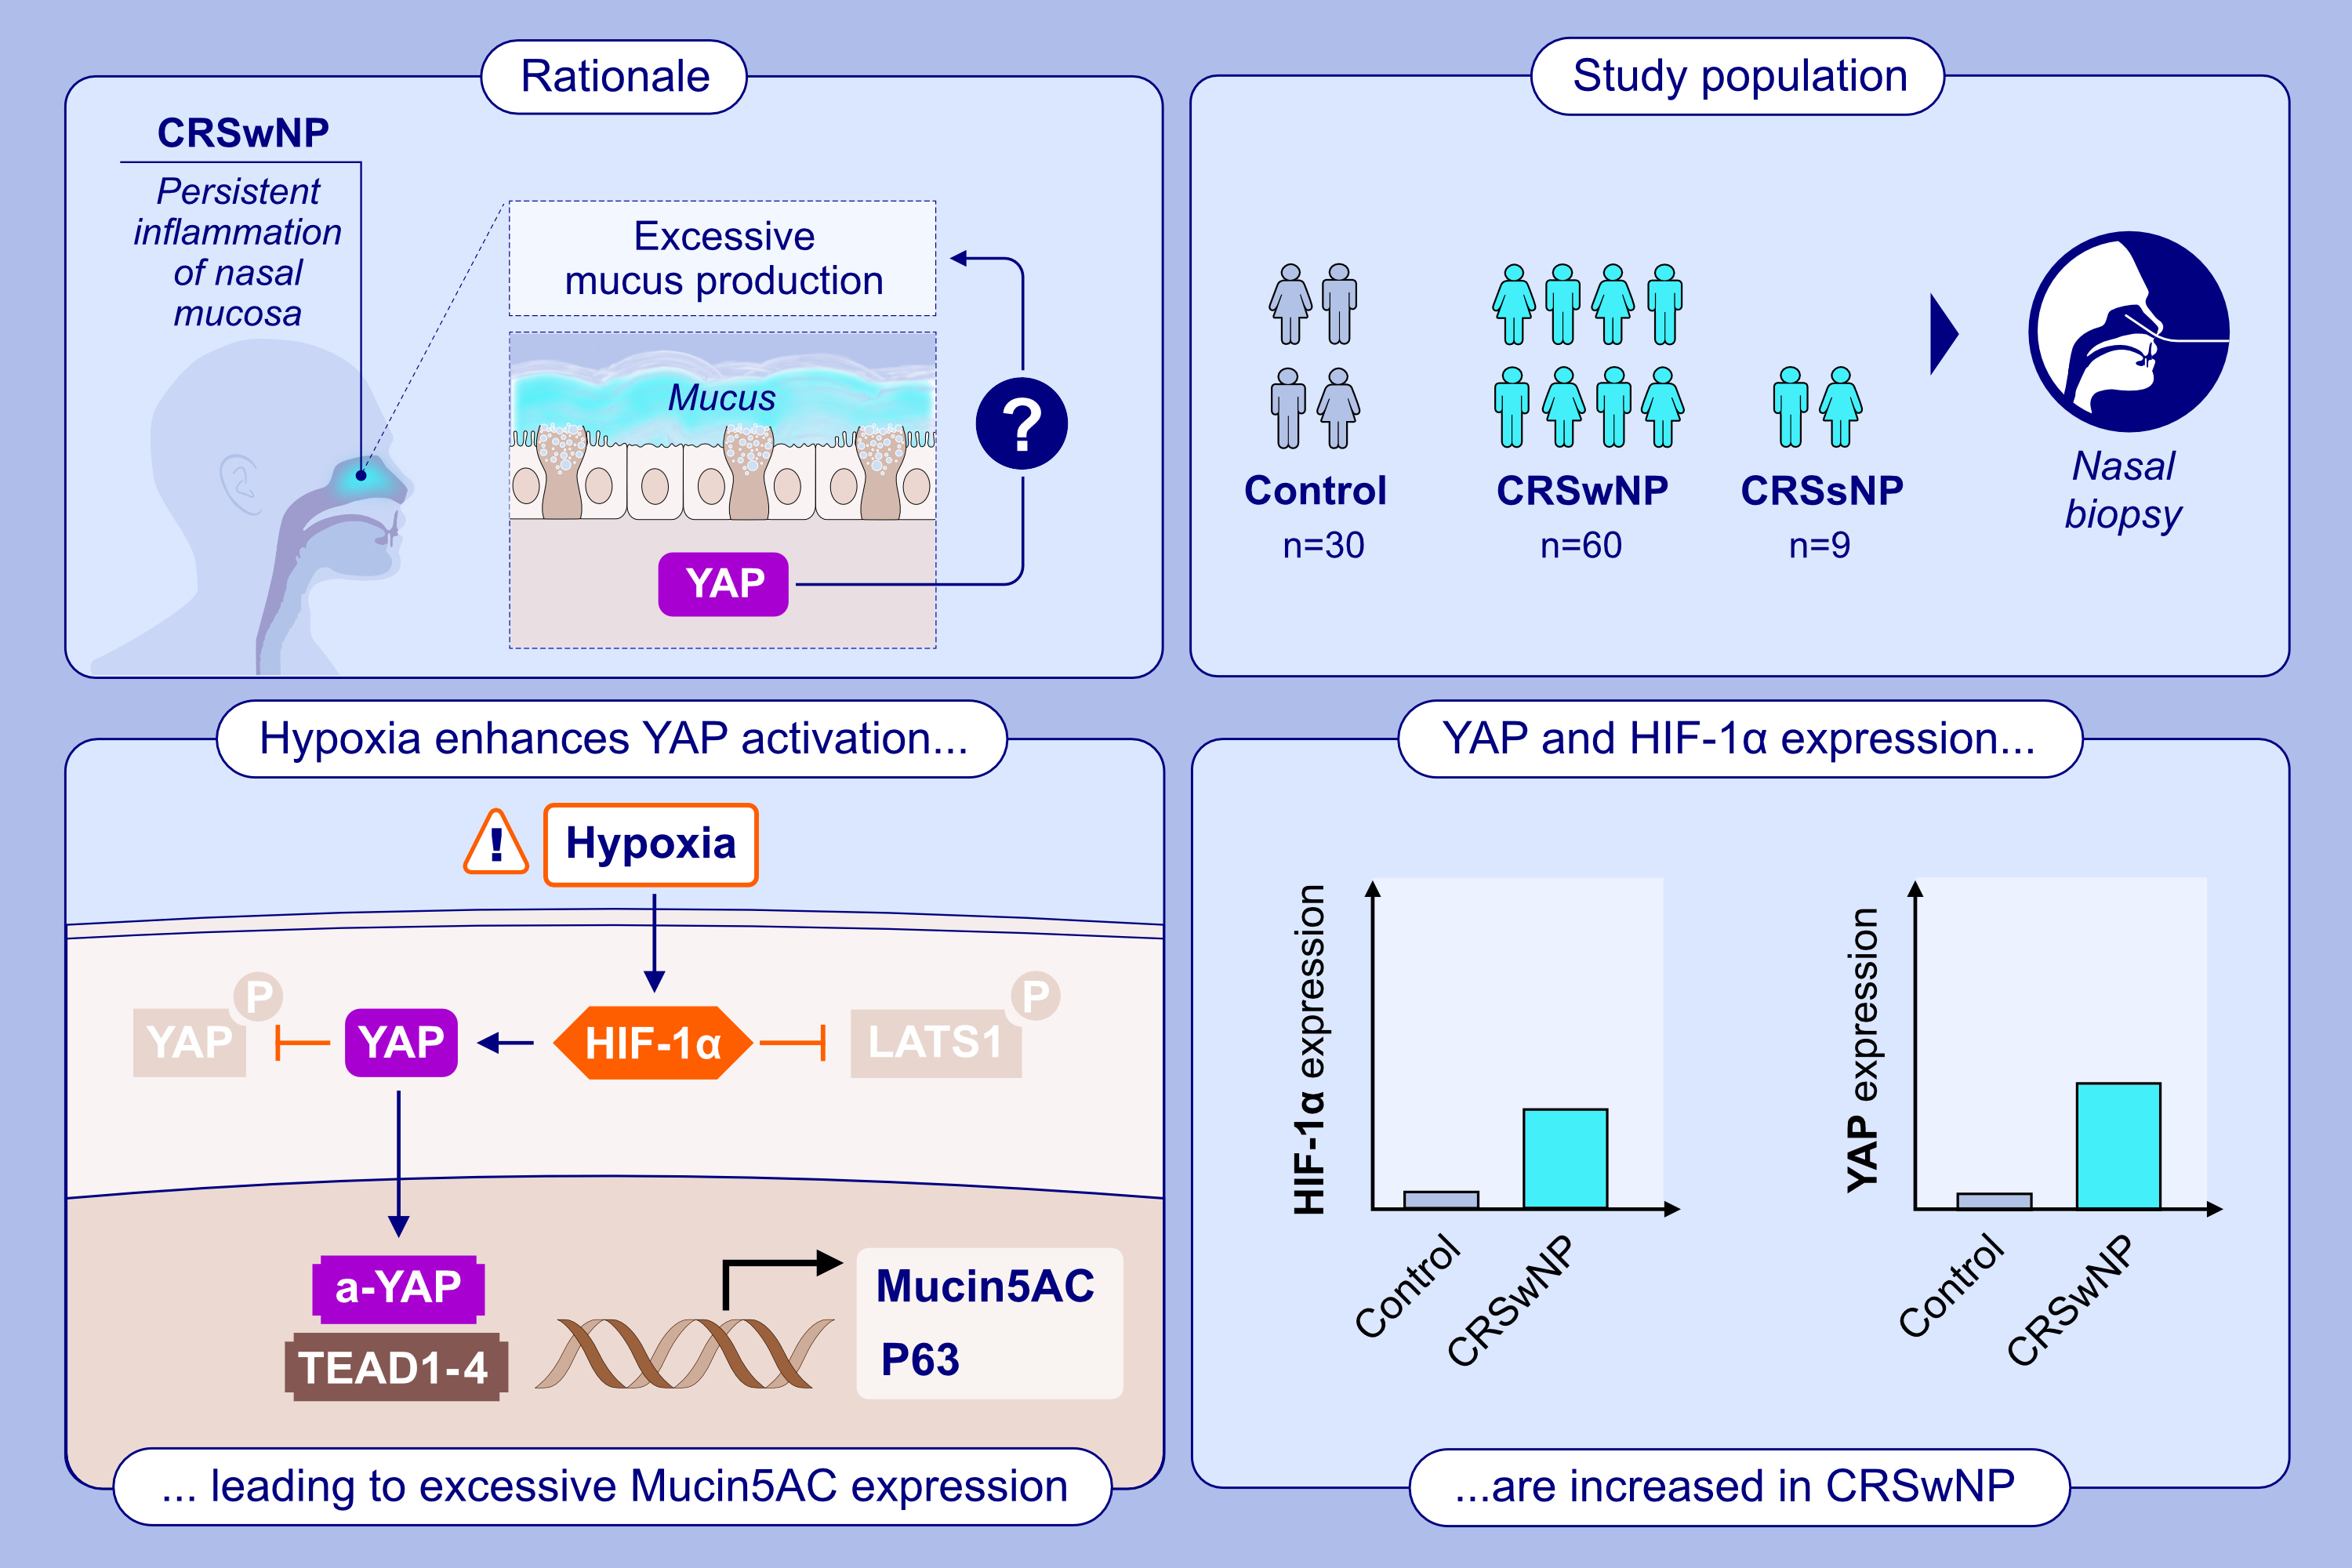 Rationale
CRSwNP
Persistent
inflammation
of nasal
mucosa
Excessive
mucus production
Mucus
?
YAP
Study population
Control
n=30
CRSwNP
n=60
CRSsNP
n=9
Nasal
biopsy
Hypoxia enhances YAP activation...
!
Hypoxia
YAP
P
YAP
HIF-1α
LATS1
P
a-YAP
TEAD1-4
Mucin5AC
P63
... leading to excessive Mucin5AC expression
YAP and HIF-1α expression...
HIF-1α expression
Control
CRSwNP
YAP expression
Control
CRSwNP
...are increased in CRSwNP